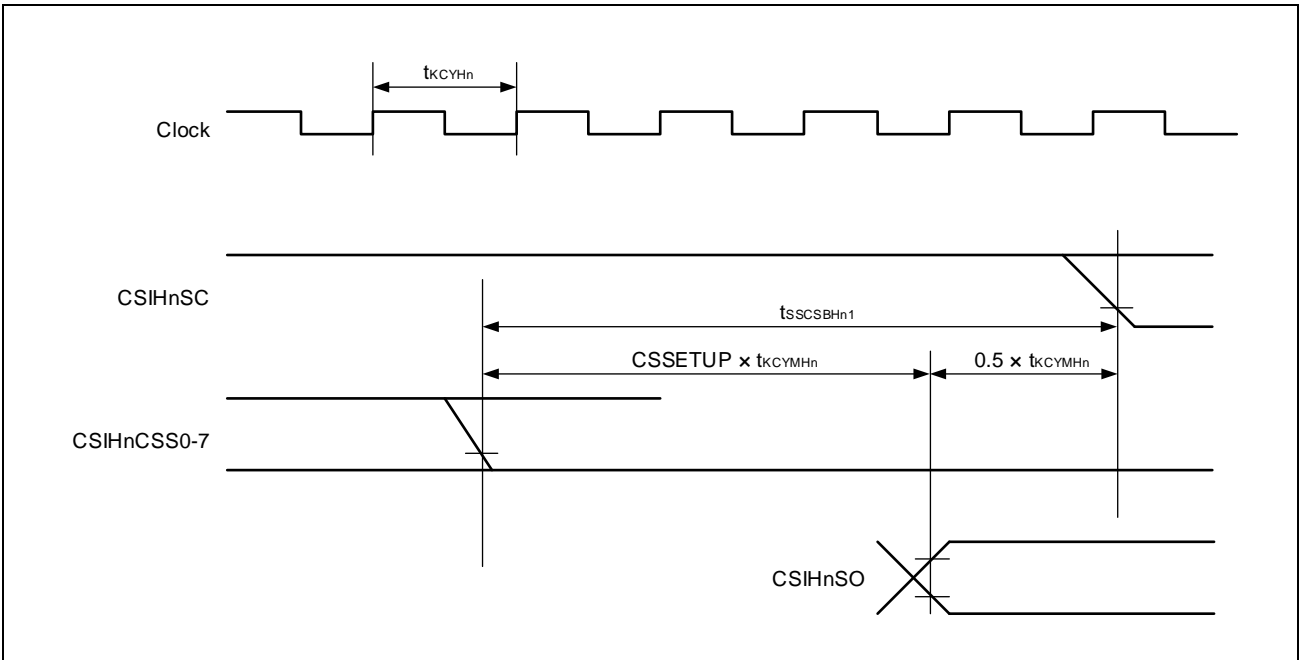 tKCYHn
Clock
CSIHnSC
tSSCSBHn1
CSSETUP × tKCYMHn
0.5 × tKCYMHn
CSIHnCSS0-7
CSIHnSO